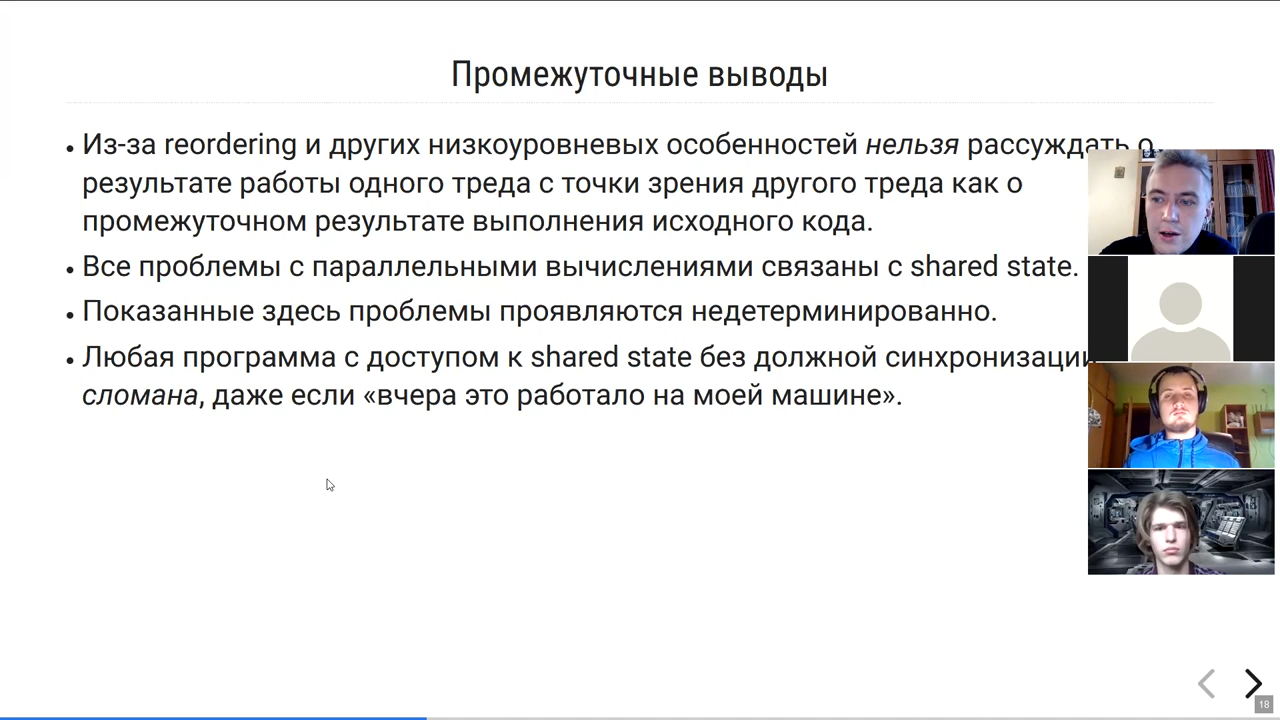 Промежуточные выводы
• Из-за reordering и других низкоуровневых особенностей нельзя рассуждать о
результате работы одного треда с точки зрения другого треда как о
промежуточном результате выполнения исходного кода.
• Все проблемы с параллельными вычислениями связаны с shared state.
• Показанные здесь проблемы проявляются недетерминированно.
• Любая программа с доступом к shared state без должной синхронизации
сломана, даже если «вчера это работало на моей машине».
18